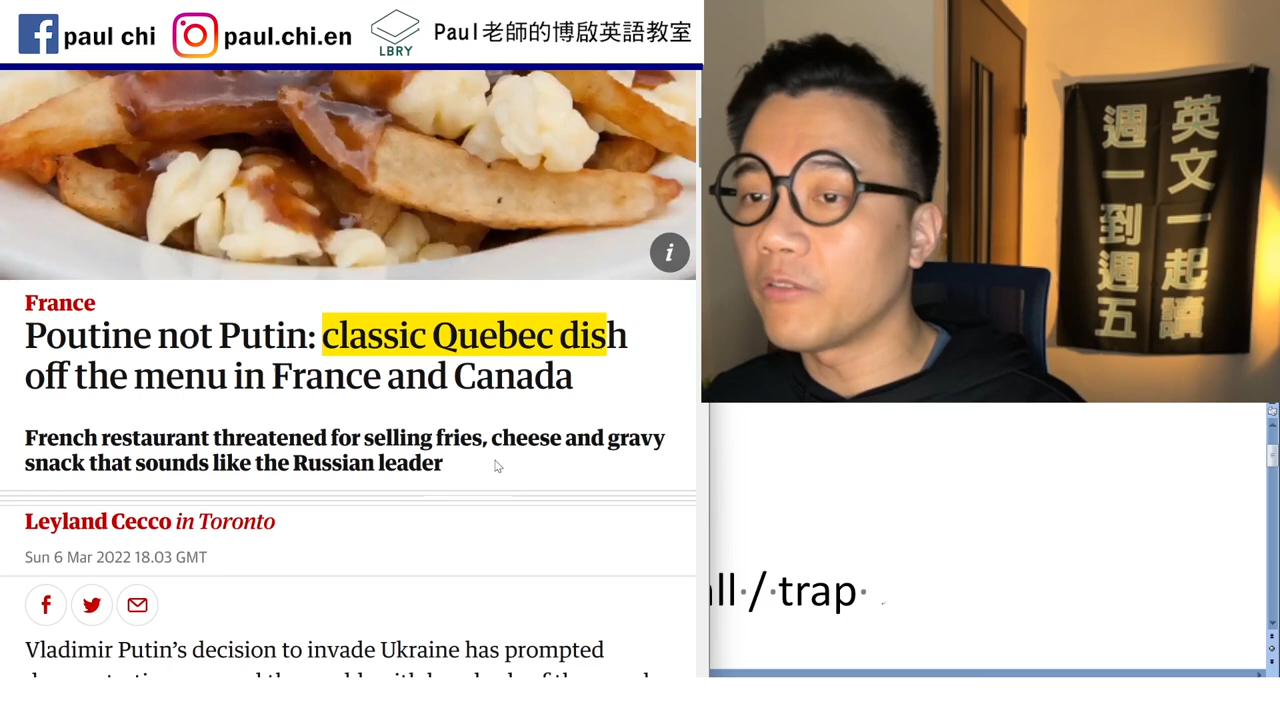 paul chi
paul.chi.en
LBRY
Paul老師的博啟英語教室
i
France
Poutine not Putin: classic Quebec dish
off the menu in France and Canada
French restaurant threatened for selling fries, cheese and gravy
snack that sounds like the Russian leader
Leyland Cecco in Toronto
Sun 6 Mar 2022 18.03 GMT
Vladimir Putin’s decision to invade Ukraine has prompted
英文一起讀
週一到週五
/ trap